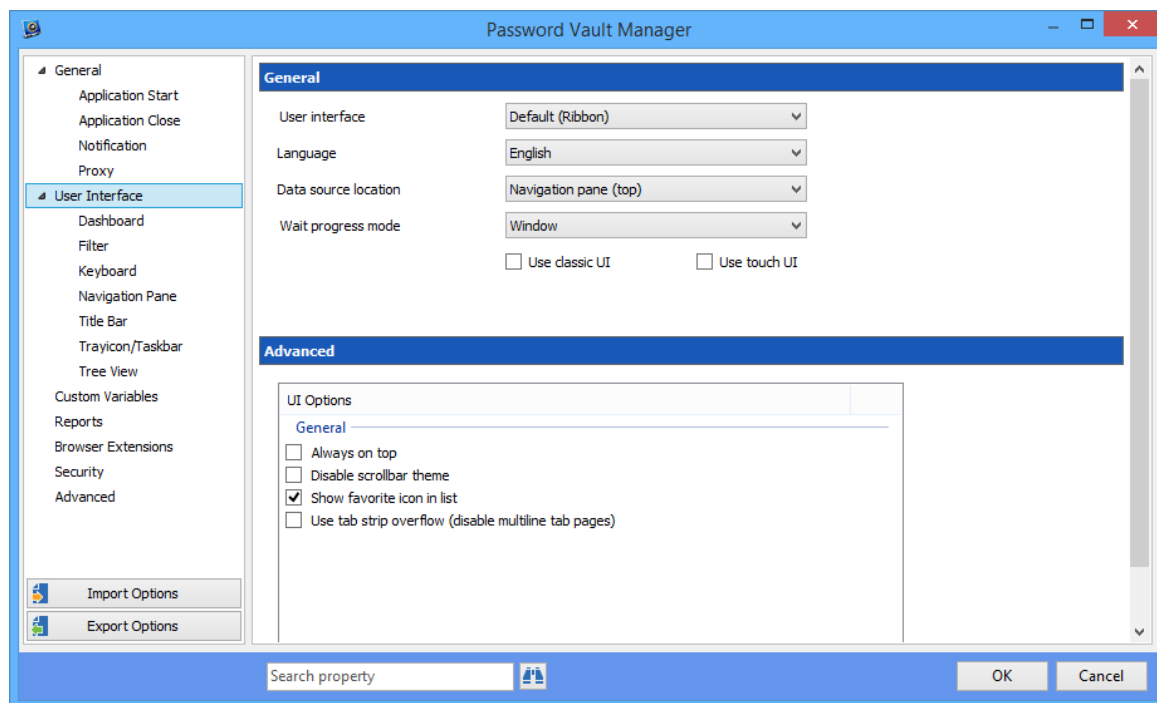 Password Vault Manager
General
Application Start
Application Close
Notification
Proxy
User Interface
Dashboard
Filter
Keyboard
Navigation Pane
Title Bar
Trayicon/Taskbar
Tree View
Custom Variables
Reports
Browser Extensions
Security
Advanced
Import Options
Export Options
General
User interface Default (Ribbon)
Language English
Data source location Navigation pane (top)
Wait progress mode Window
Use classic UI Use touch UI
Advanced
UI Options
General
Always on top
Disable scrollbar theme
Show favorite icon in list
Use tab strip overflow (disable multiline tab pages)
Search property
OK Cancel